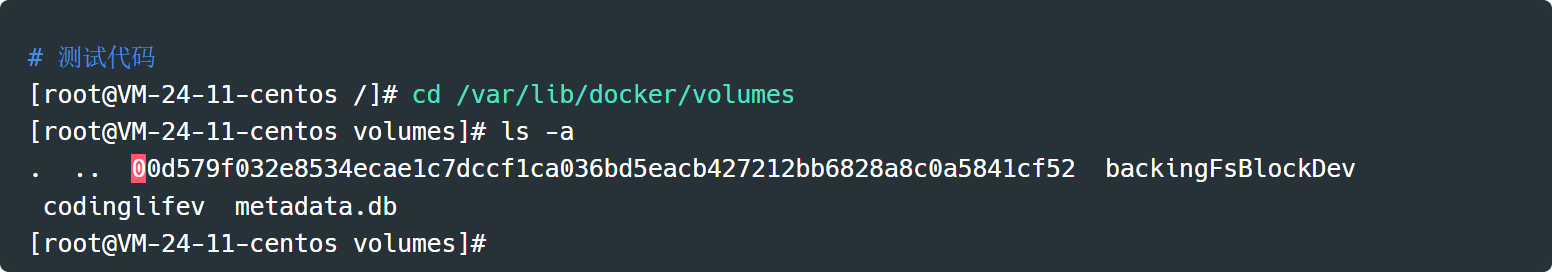 # 测试代码
[root@VM-24-11-centos /]# cd /var/lib/docker/volumes
[root@VM-24-11-centos volumes]# ls -a
.  ..  00d579f032e8534ecae1c7dccf1ca036bd5eacb427212bb6828a8c0a5841cf52  backingFsBlockDev
 codinglifev  metadata.db
[root@VM-24-11-centos volumes]#